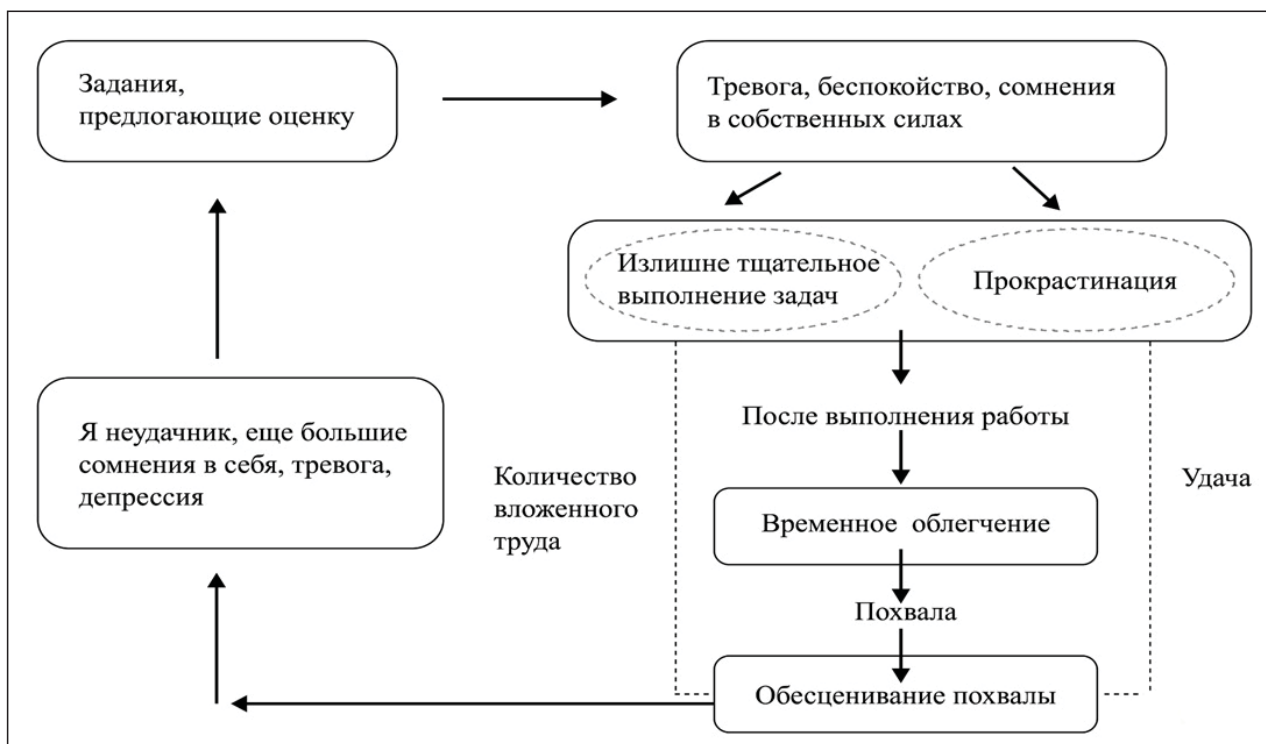 Задания,
предлогающие оценку
Тревога, беспокойство, сомнения
в собственных силах
Излишне тщательное
выполнение задач
Прокрастинация
После выполнения работы
Я неудачник, еще большие
сомнения в себя, тревога,
депрессия
Количество
вложенного
труда
Удача
Временное облегчение
Похвала
Обесценивание похвалы